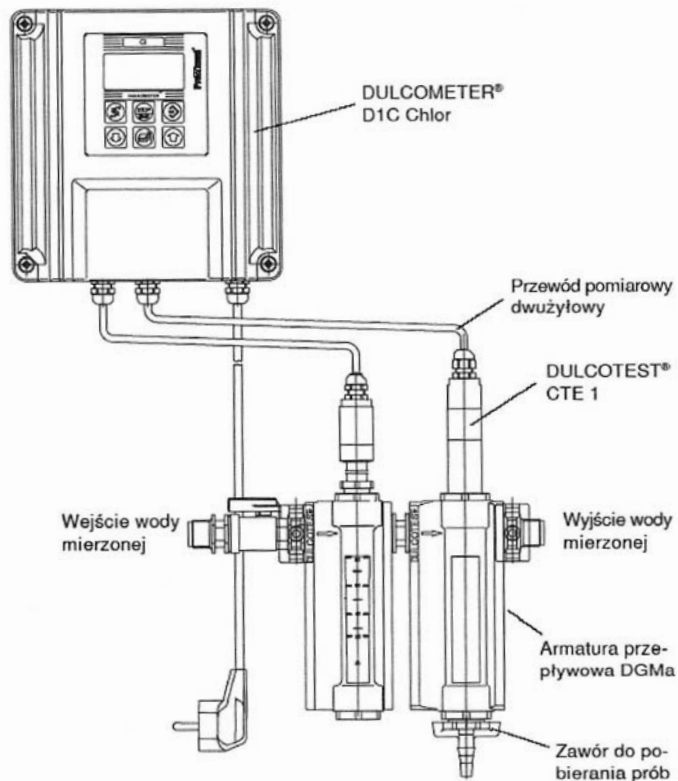 ProMinent®
DULCOMETER®
D1C Chlor
Przewód pomiarowy
dwużyłowy
DULCOTEST®
CTE 1
Wejście wody
mierzonej
Wyjście wody
mierzonej
Armatura prze-
pływowa DGMa
Zawór do po-
bierania prób